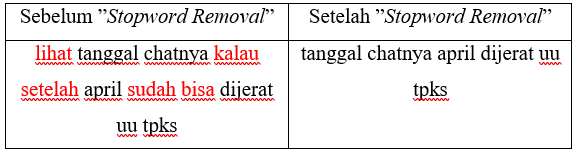 Sebelum ”Stopword Removal”
Setelah ”Stopword Removal”
lihat tanggal chatnya kalau
setelah april sudah bisa dijerat
uu tpks
tanggal chatnya april dijerat uu
tpks